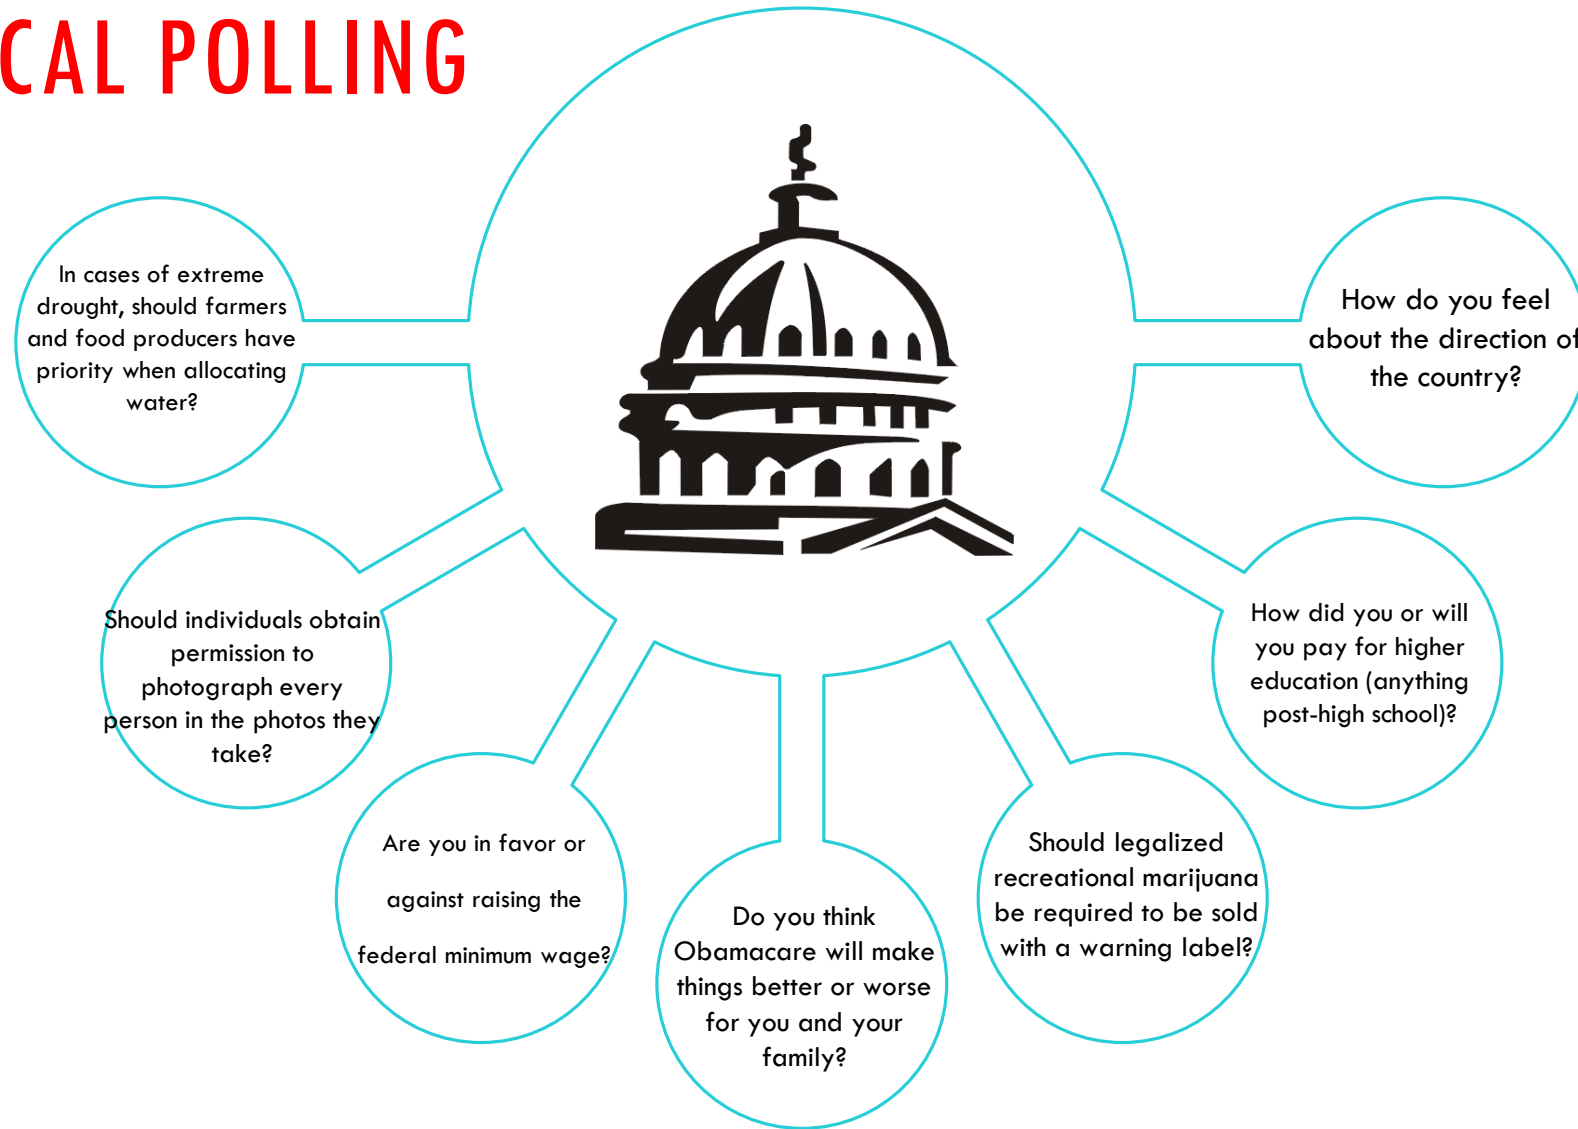 CAL POLLING
In cases of extreme
drought, should farmers
and food producers have
priority when allocating
water?
Should individuals obtain
permission to
photograph every
person in the photos they
take?
Are you in favor or
against raising the
federal minimum wage?
Do you think
Obamacare will make
things better or worse
for you and your
family?
Should legalized
recreational marijuana
be required to be sold
with a warning label?
How did you or will
you pay for higher
education (anything
post-high school)?
How do you feel
about the direction of
the country?